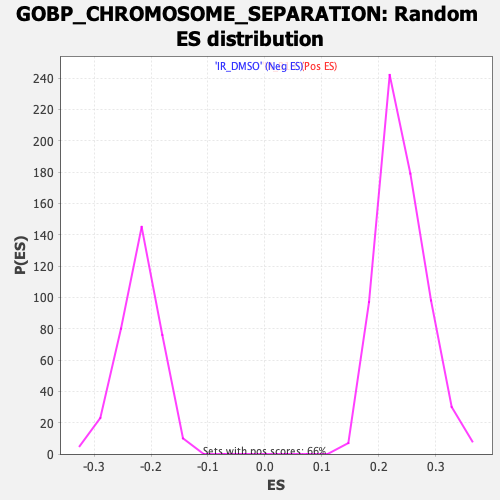 GOBP_CHROMOSOME_SEPARATION: Random
ES distribution
'IR_DMSO' (Neg ES)(Pos ES)
240
220
200
180
160
140
120
100
80
60
40
20
0
P(ES)
Sets with pos scores: 66%
-0.3 -0.2 -0.1 0.0 0.1 0.2 0.3
ES